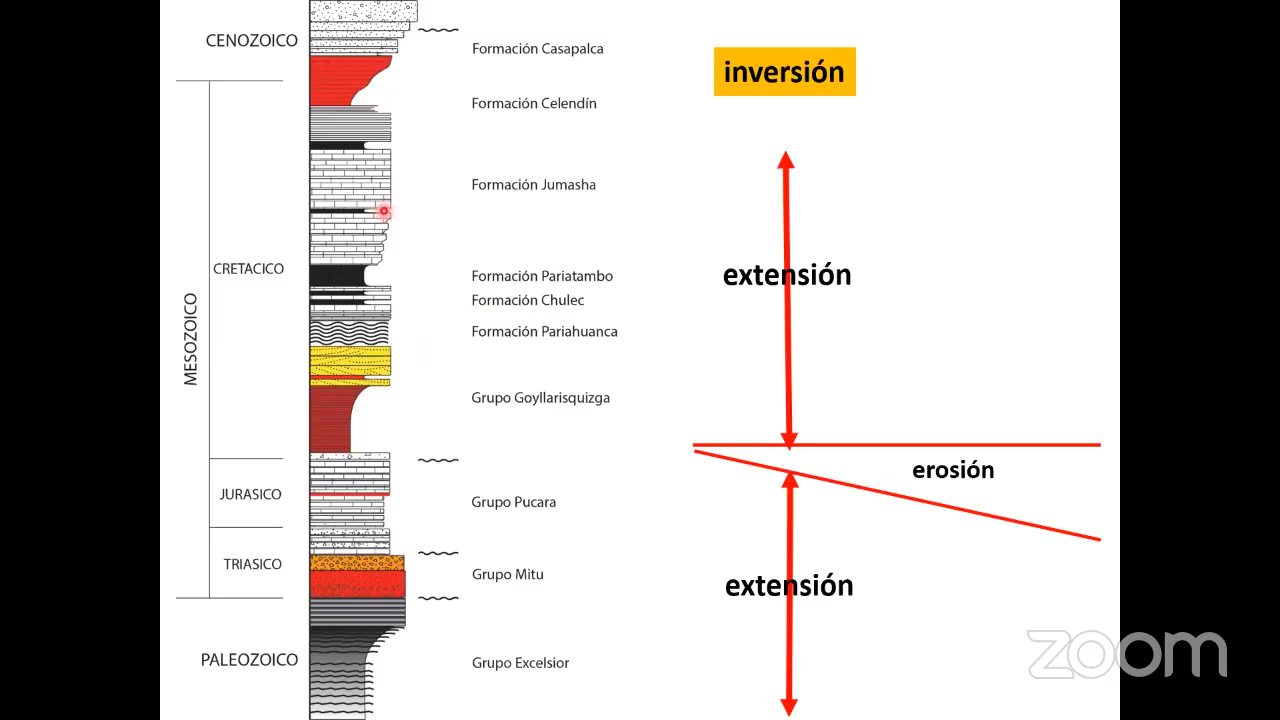 CENOZOICO
Formación Casapalca
inversión
Formación Celendín
Formación Jumasha
MESOZOICO
CRETACICO
extensión
Formación Pariatambo
Formación Chulec
Formación Pariahuanca
Grupo Goyllarisquizga
erosión
JURASICO
Grupo Pucara
TRIASICO
Grupo Mitu
extensión
PALEOZOICO
Grupo Excelsior
zoom